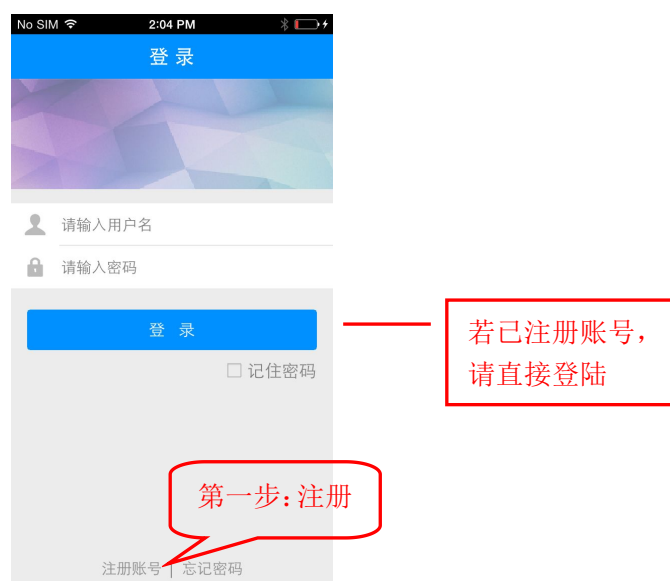 No SIM 2:04 PM
登录
请输入用户名
请输入密码
登 录
若已注册账号，
请直接登陆
记住密码
第一步：注册
注册账号 | 忘记密码